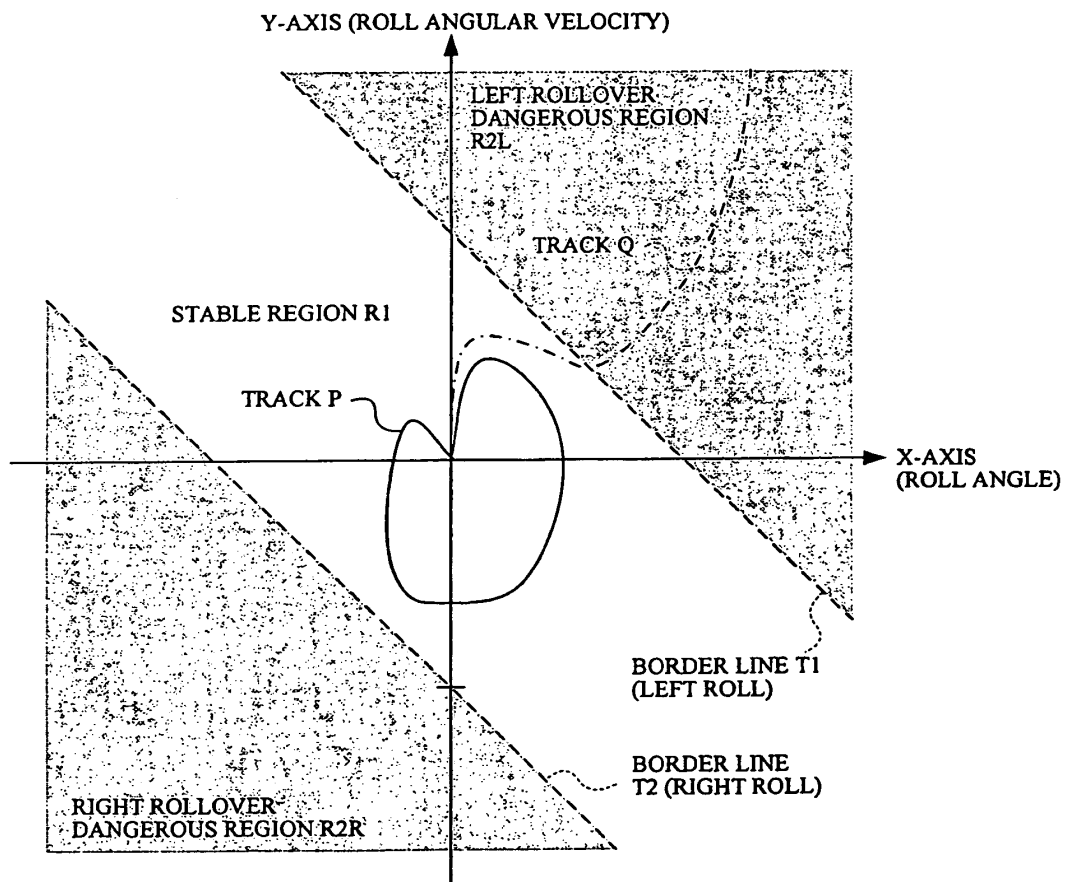 Y-AXIS (ROLL ANGULAR VELOCITY)
LEFT ROLLOVER
DANGEROUS REGION
R2L
TRACK Q
STABLE REGION R1
TRACK P
X-AXIS
(ROLL ANGLE)
BORDER LINE T1
(LEFT ROLL)
BORDER LINE
T2 (RIGHT ROLL)
RIGHT ROLLOVER
DANGEROUS REGION R2R